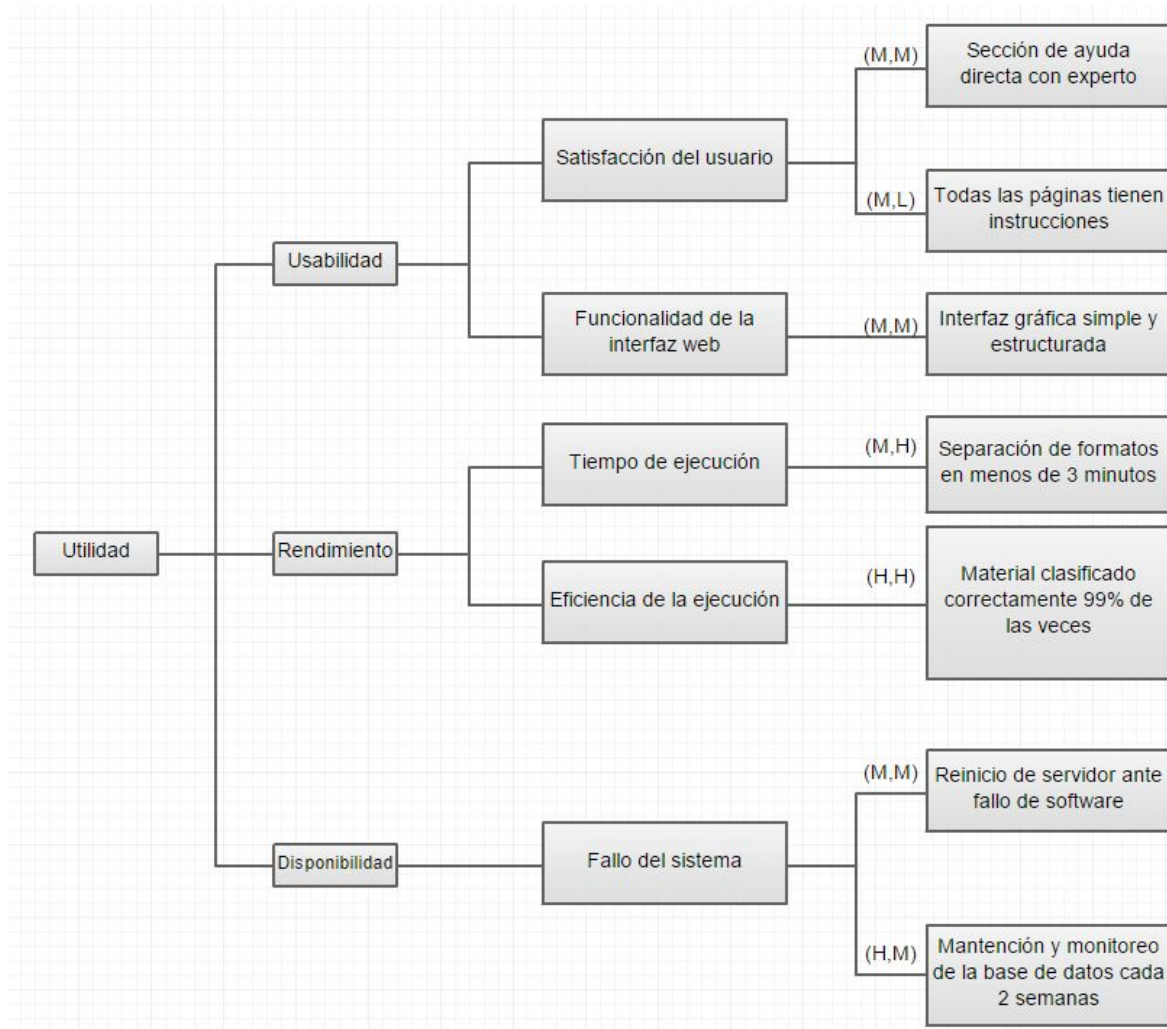 (M,M)
Sección de ayuda
directa con experto
Satisfacción del usuario
(M,L)
Todas las páginas tienen
instrucciones
Usabilidad
Funcionalidad de la
interfaz web
(M,M)
Interfaz gráfica simple y
estructurada
Tiempo de ejecución
(M,H)
Separación de formatos
en menos de 3 minutos
Utilidad
Rendimiento
Eficiencia de la ejecución
(H,H)
Material clasificado
correctamente 99% de
las veces
(M,M)
Reinicio de servidor ante
fallo de software
Disponibilidad
Fallo del sistema
(H,M)
Mantención y monitoreo
de la base de datos cada
2 semanas